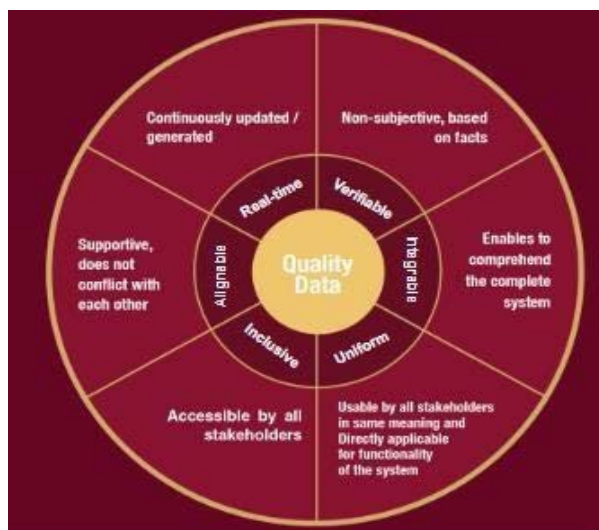 Continuously updated /
generated
Non-subjective, based
on facts
Real-time
Verifiable
Supportive,
does not
conflict with
each other
Alignable
Quality
Data
Integrable
Enables to
comprehend
the complete
system
Inclusive
Uniform
Accessible by all
stakeholders
Usable by all stakeholders
in same meaning and
Directly applicable
for functionality
of the system